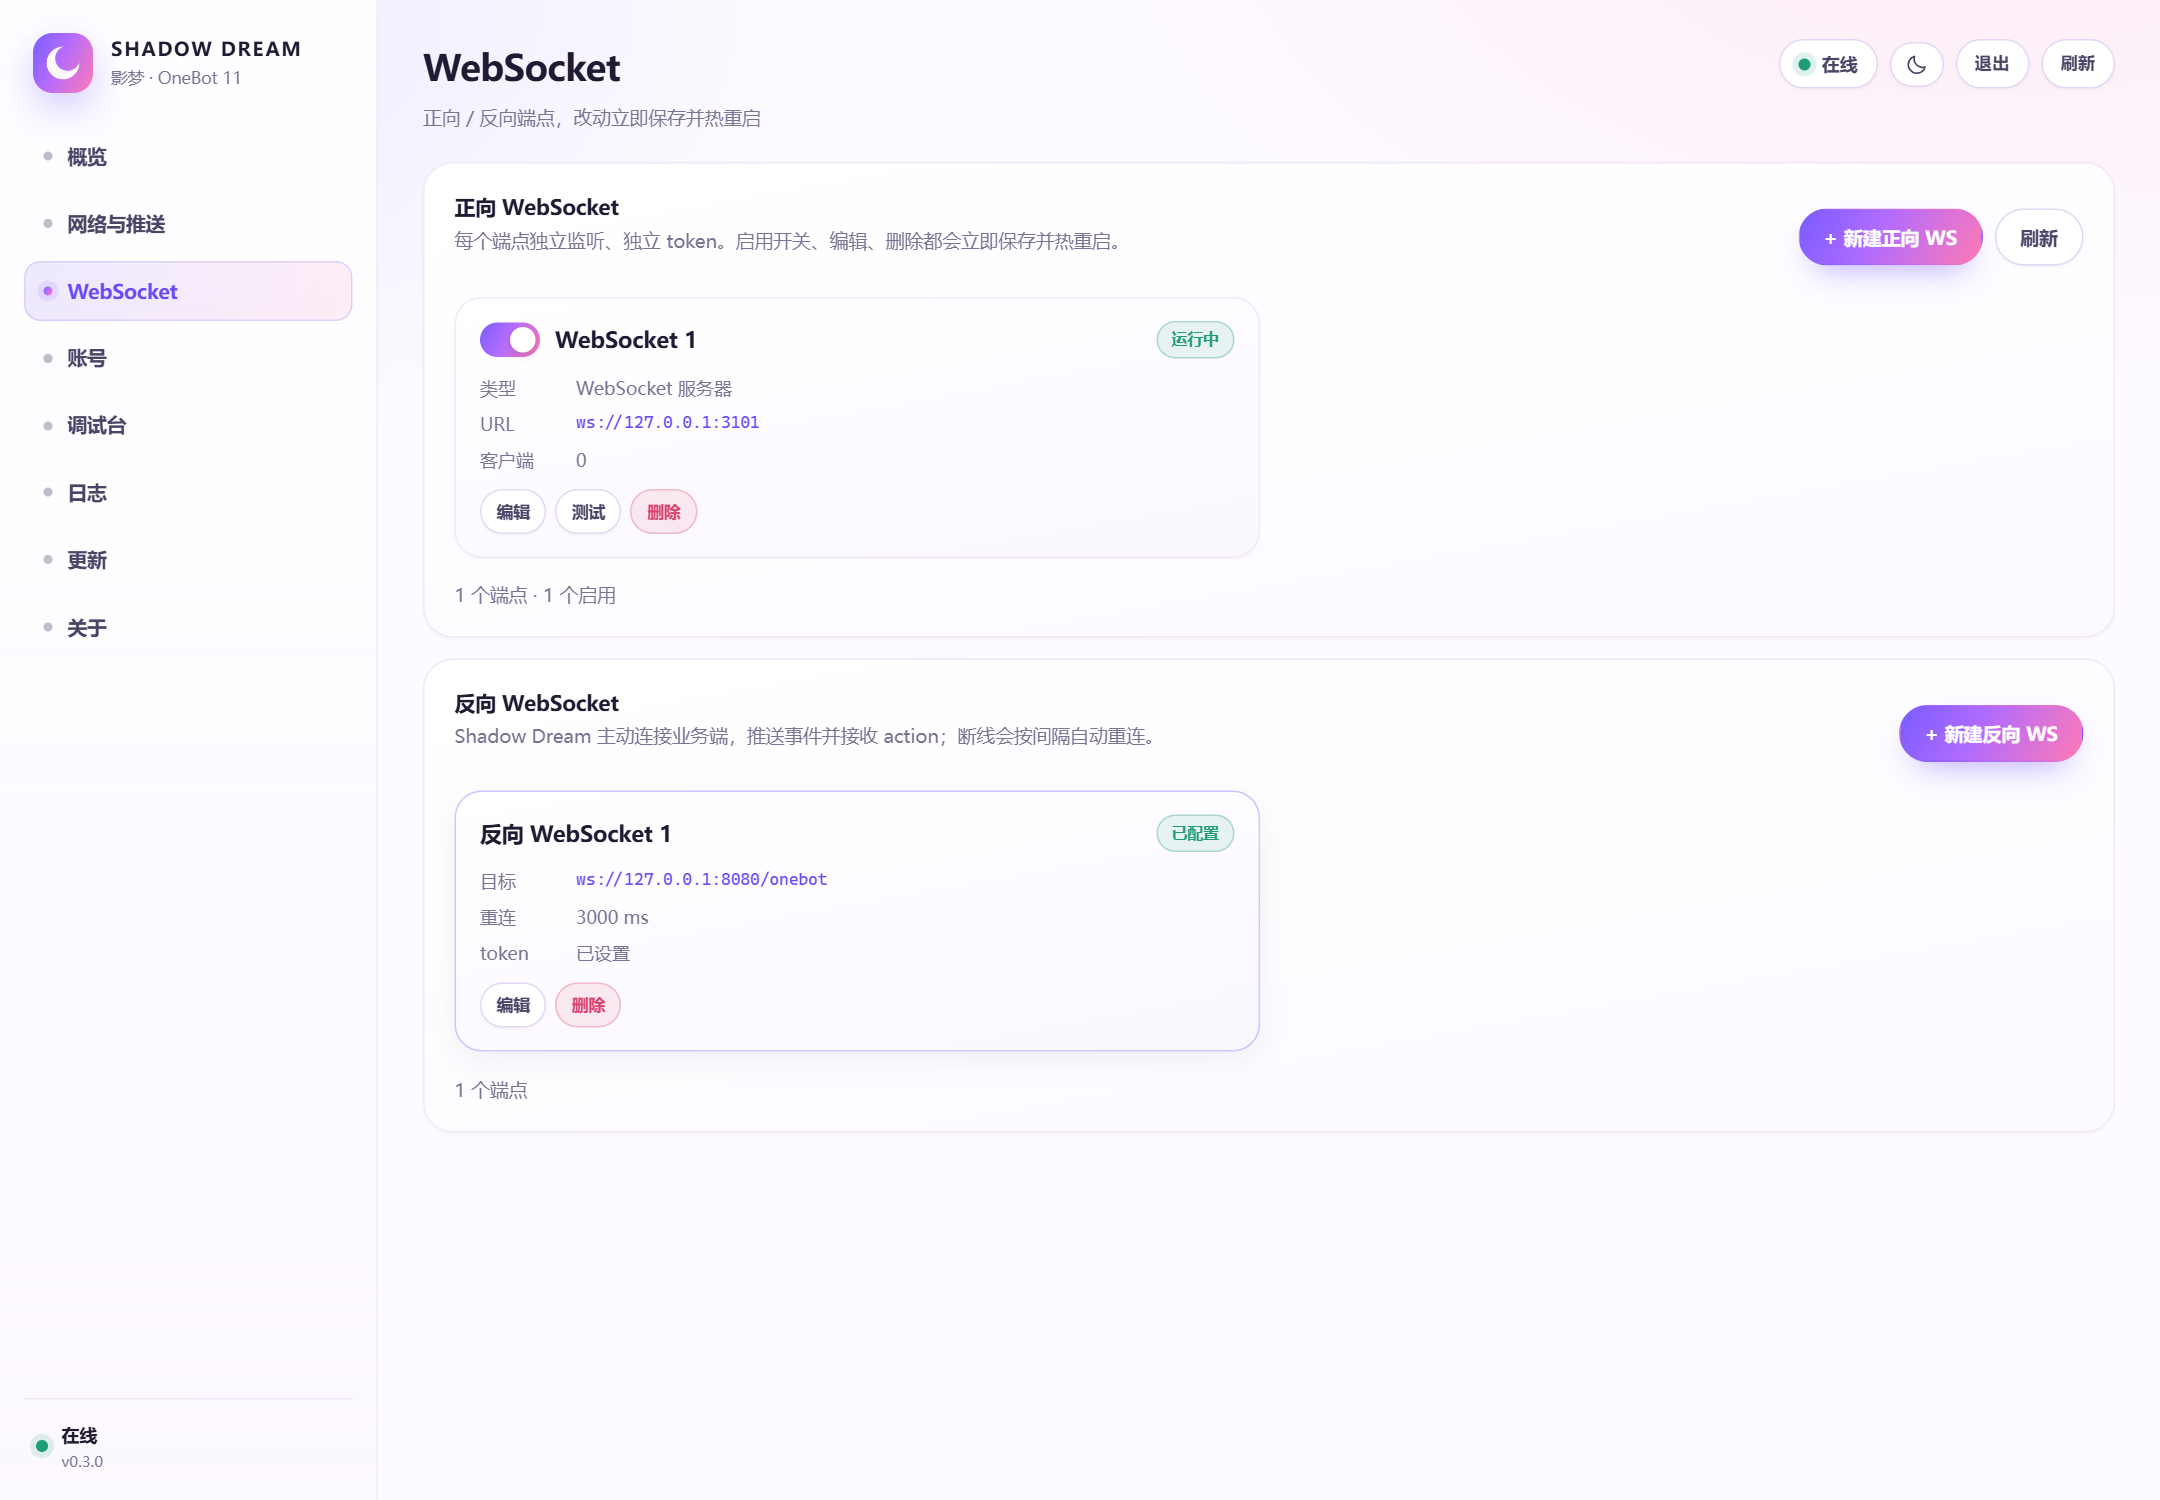 SHADOW DREAM
影梦 · OneBot 11
概览
网络与推送
WebSocket
账号
调试台
日志
更新
关于
在线
v0.3.0
WebSocket
正向 / 反向端点，改动立即保存并热重启
在线
退出
刷新
正向 WebSocket
每个端点独立监听、独立 token。启用开关、编辑、删除都会立即保存并热重启。
+ 新建正向 WS
刷新
WebSocket 1
运行中
类型 WebSocket 服务器
URL ws://127.0.0.1:3101
客户端 0
编辑 测试 删除
1 个端点 · 1 个启用
反向 WebSocket
Shadow Dream 主动连接业务端，推送事件并接收 action；断线会按间隔自动重连。
+ 新建反向 WS
反向 WebSocket 1
已配置
目标 ws://127.0.0.1:8080/onebot
重连 3000 ms
token 已设置
编辑 删除
1 个端点